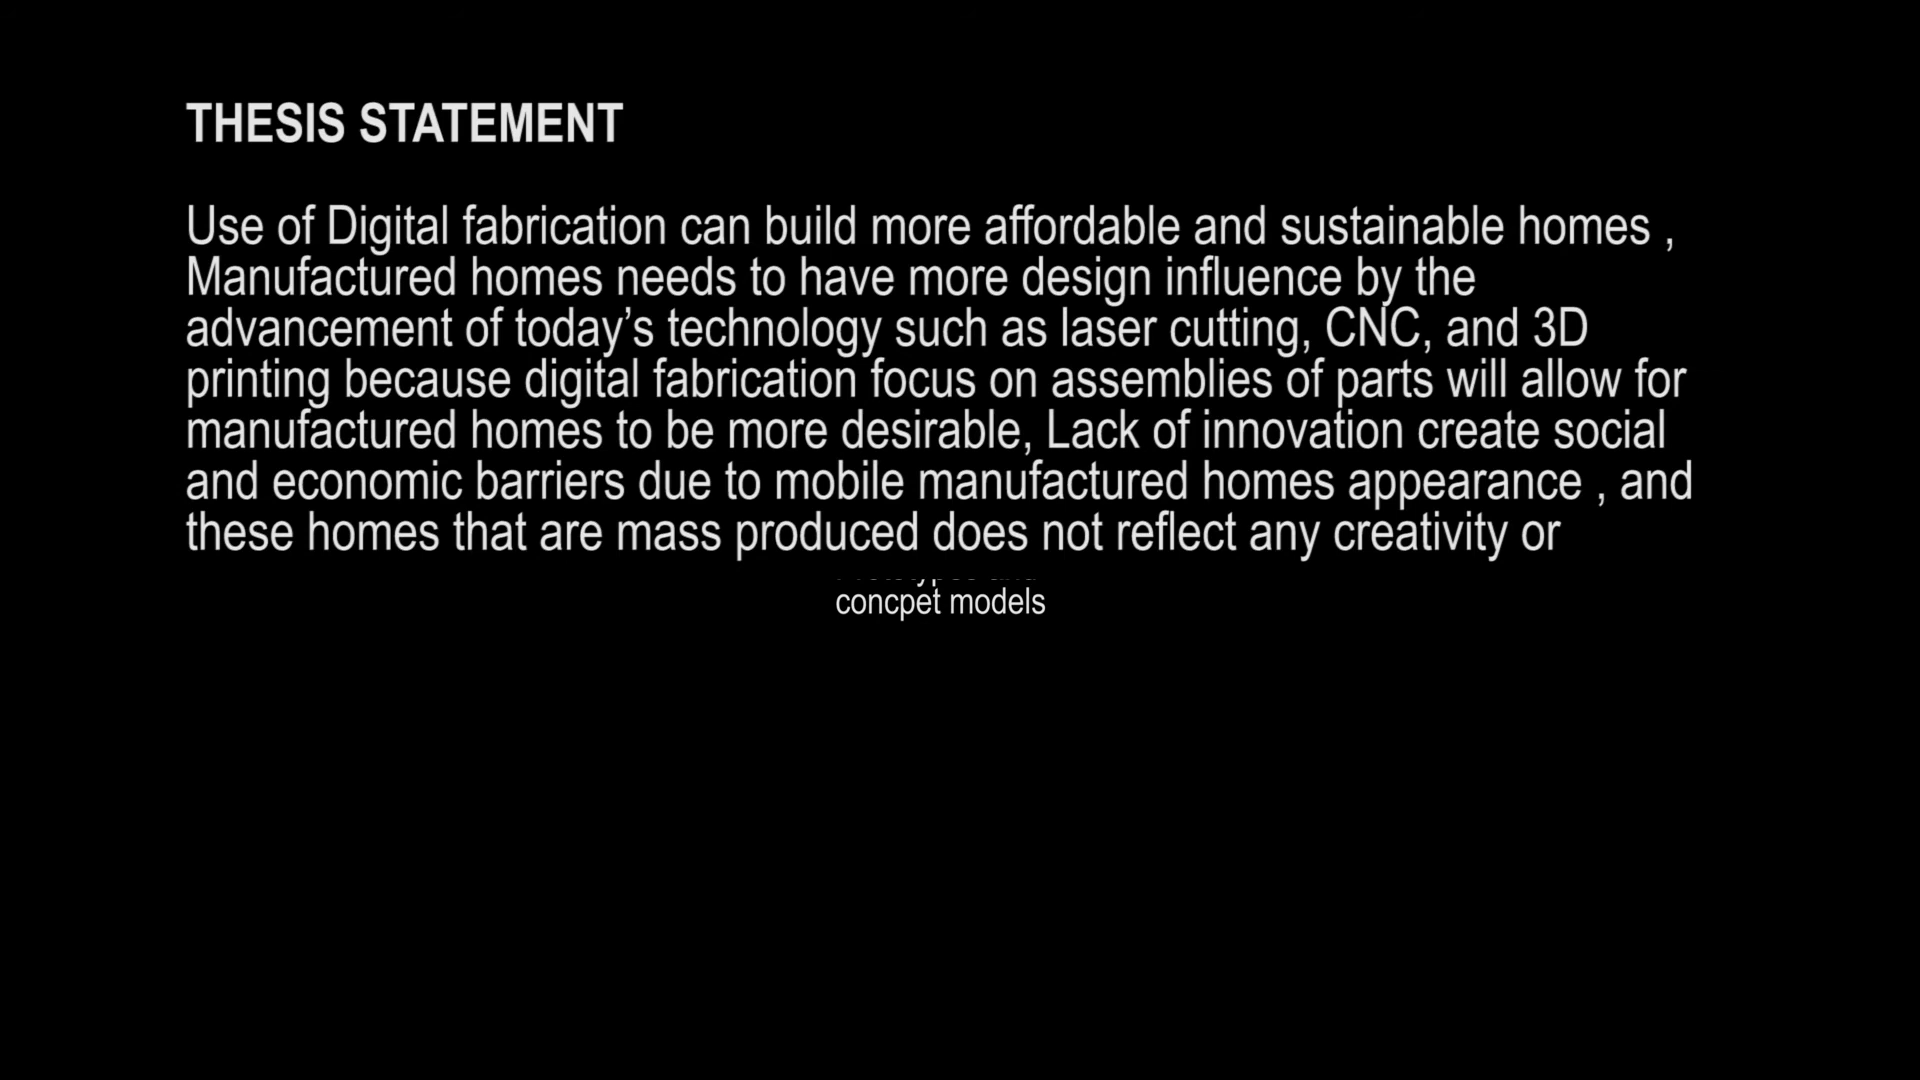 THESIS STATEMENT
Use of Digital fabrication can build more affordable and sustainable homes ,
Manufactured homes needs to have more design influence by the
advancement of today’s technology such as laser cutting, CNC, and 3D
printing because digital fabrication focus on assemblies of parts will allow for
manufactured homes to be more desirable, Lack of innovation create social
and economic barriers due to mobile manufactured homes appearance , and
these homes that are mass produced does not reflect any creativity or
concpet models